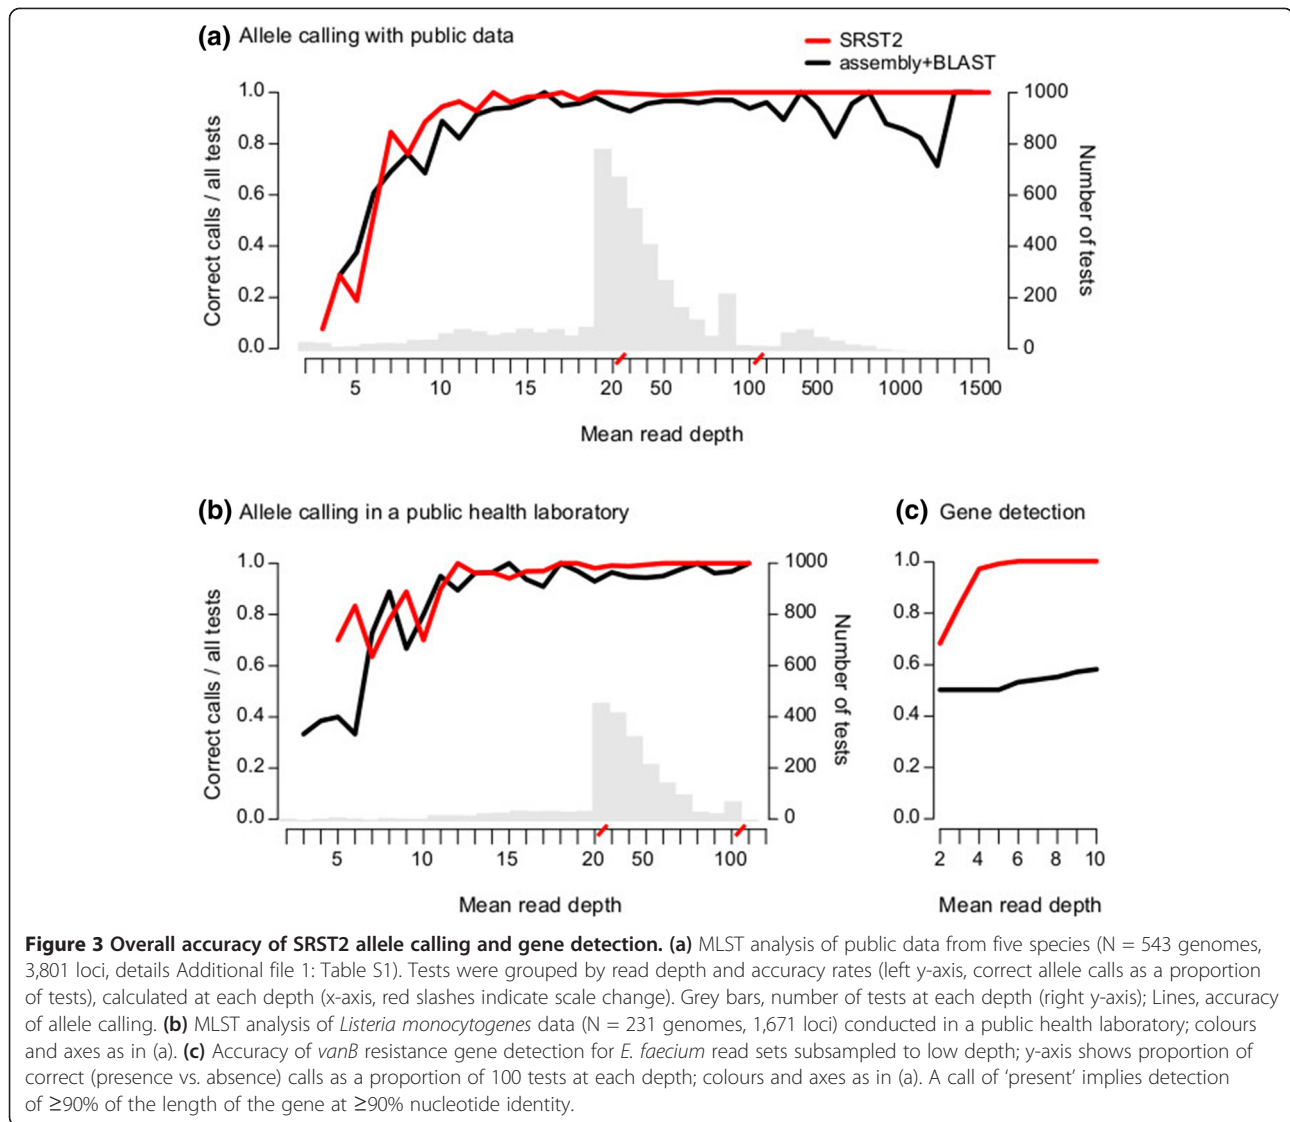 (a) Allele calling with public data
SRST2
assembly+BLAST
Correct calls / all tests
1.0
0.8
0.6
0.4
0.2
0.0
1000
800
600
400
200
0
Number of tests
5 10 15 20 50 100 500 1000 1500
Mean read depth
(b) Allele calling in a public health laboratory
Correct calls / all tests
1.0
0.8
0.6
0.4
0.2
0.0
1000
800
600
400
200
0
Number of tests
5 10 15 20 50 100
Mean read depth
(c) Gene detection
1.0
0.8
0.6
0.4
0.2
0.0
2 4 6 8 10
Mean read depth
Figure 3 Overall accuracy of SRST2 allele calling and gene detection. (a) MLST analysis of public data from five species (N = 543 genomes,
3,801 loci, details Additional file 1: Table S1). Tests were grouped by read depth and accuracy rates (left y-axis, correct allele calls as a proportion
of tests), calculated at each depth (x-axis, red slashes indicate scale change). Grey bars, number of tests at each depth (right y-axis); Lines, accuracy
of allele calling. (b) MLST analysis of Listeria monocytogenes data (N = 231 genomes, 1,671 loci) conducted in a public health laboratory; colours
and axes as in (a). (c) Accuracy of vanB resistance gene detection for E. faecium read sets subsampled to low depth; y-axis shows proportion of
correct (presence vs. absence) calls as a proportion of 100 tests at each depth; colours and axes as in (a). A call of ‘present’ implies detection
of ≥90% of the length of the gene at ≥90% nucleotide identity.